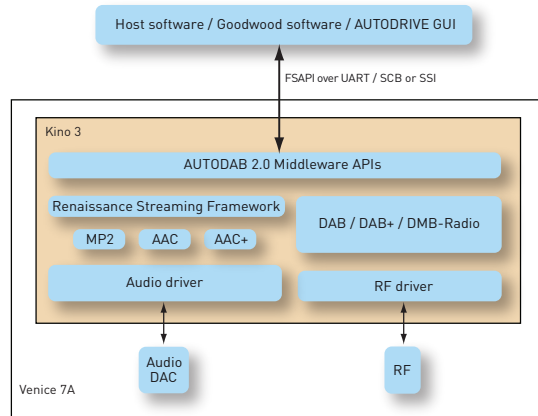 Host software / Goodwood software / AUTODRIVE GUI
FSAPI over UART / SCB or SSI
Kino 3
AUTODAB 2.0 Middleware APIs
Renaissance Streaming Framework
DAB / DAB+ / DMB-Radio
MP2
AAC
AAC+
Audio driver
RF driver
Audio
DAC
RF
Venice 7A